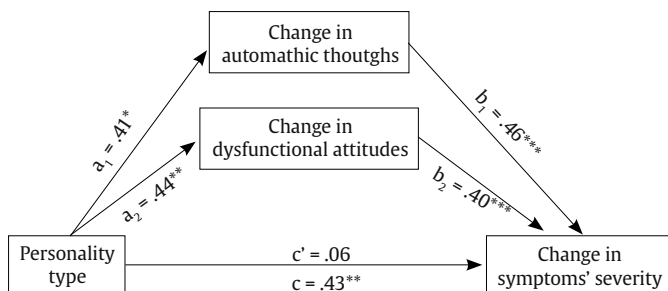 Change in
automathic thoutghs
a₁ = .41*
b₁ = .46***
Change in
dysfunctional attitudes
a₂ = .44**
b₂ = .40***
Personality
type
c’ = .06
c = .43**
Change in
symptoms’ severity